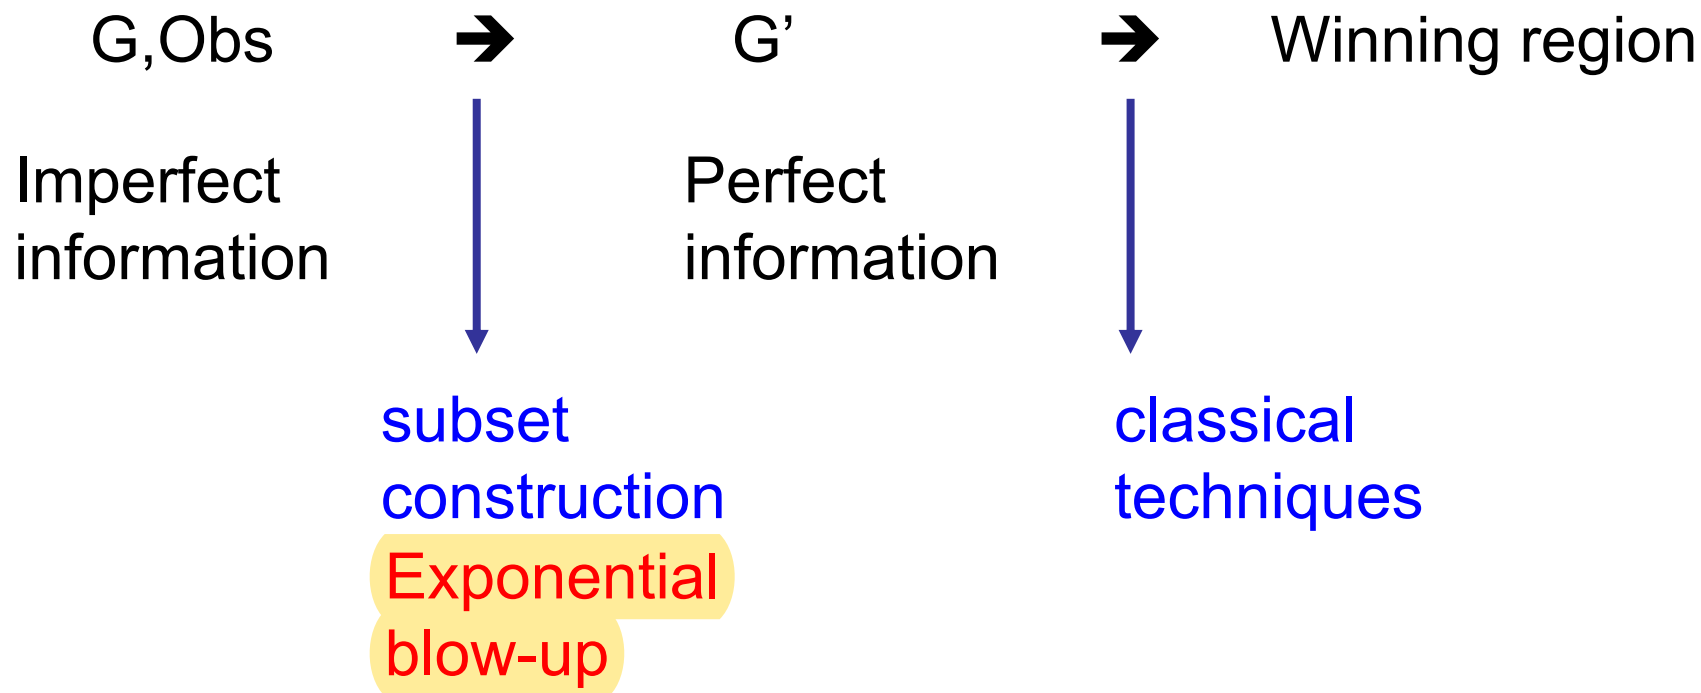 G,Obs ➔ G’ ➔ Winning region
Imperfect
information
Perfect
information
subset
construction
Exponential
blow-up
classical
techniques